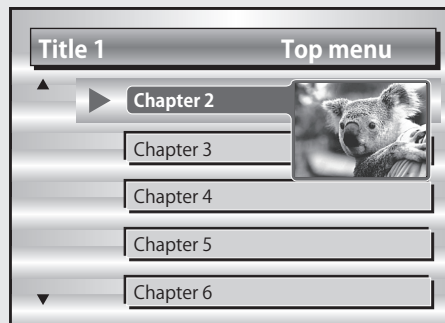 Title 1 Top menu
Chapter 2
Chapter 3
Chapter 4
Chapter 5
Chapter 6